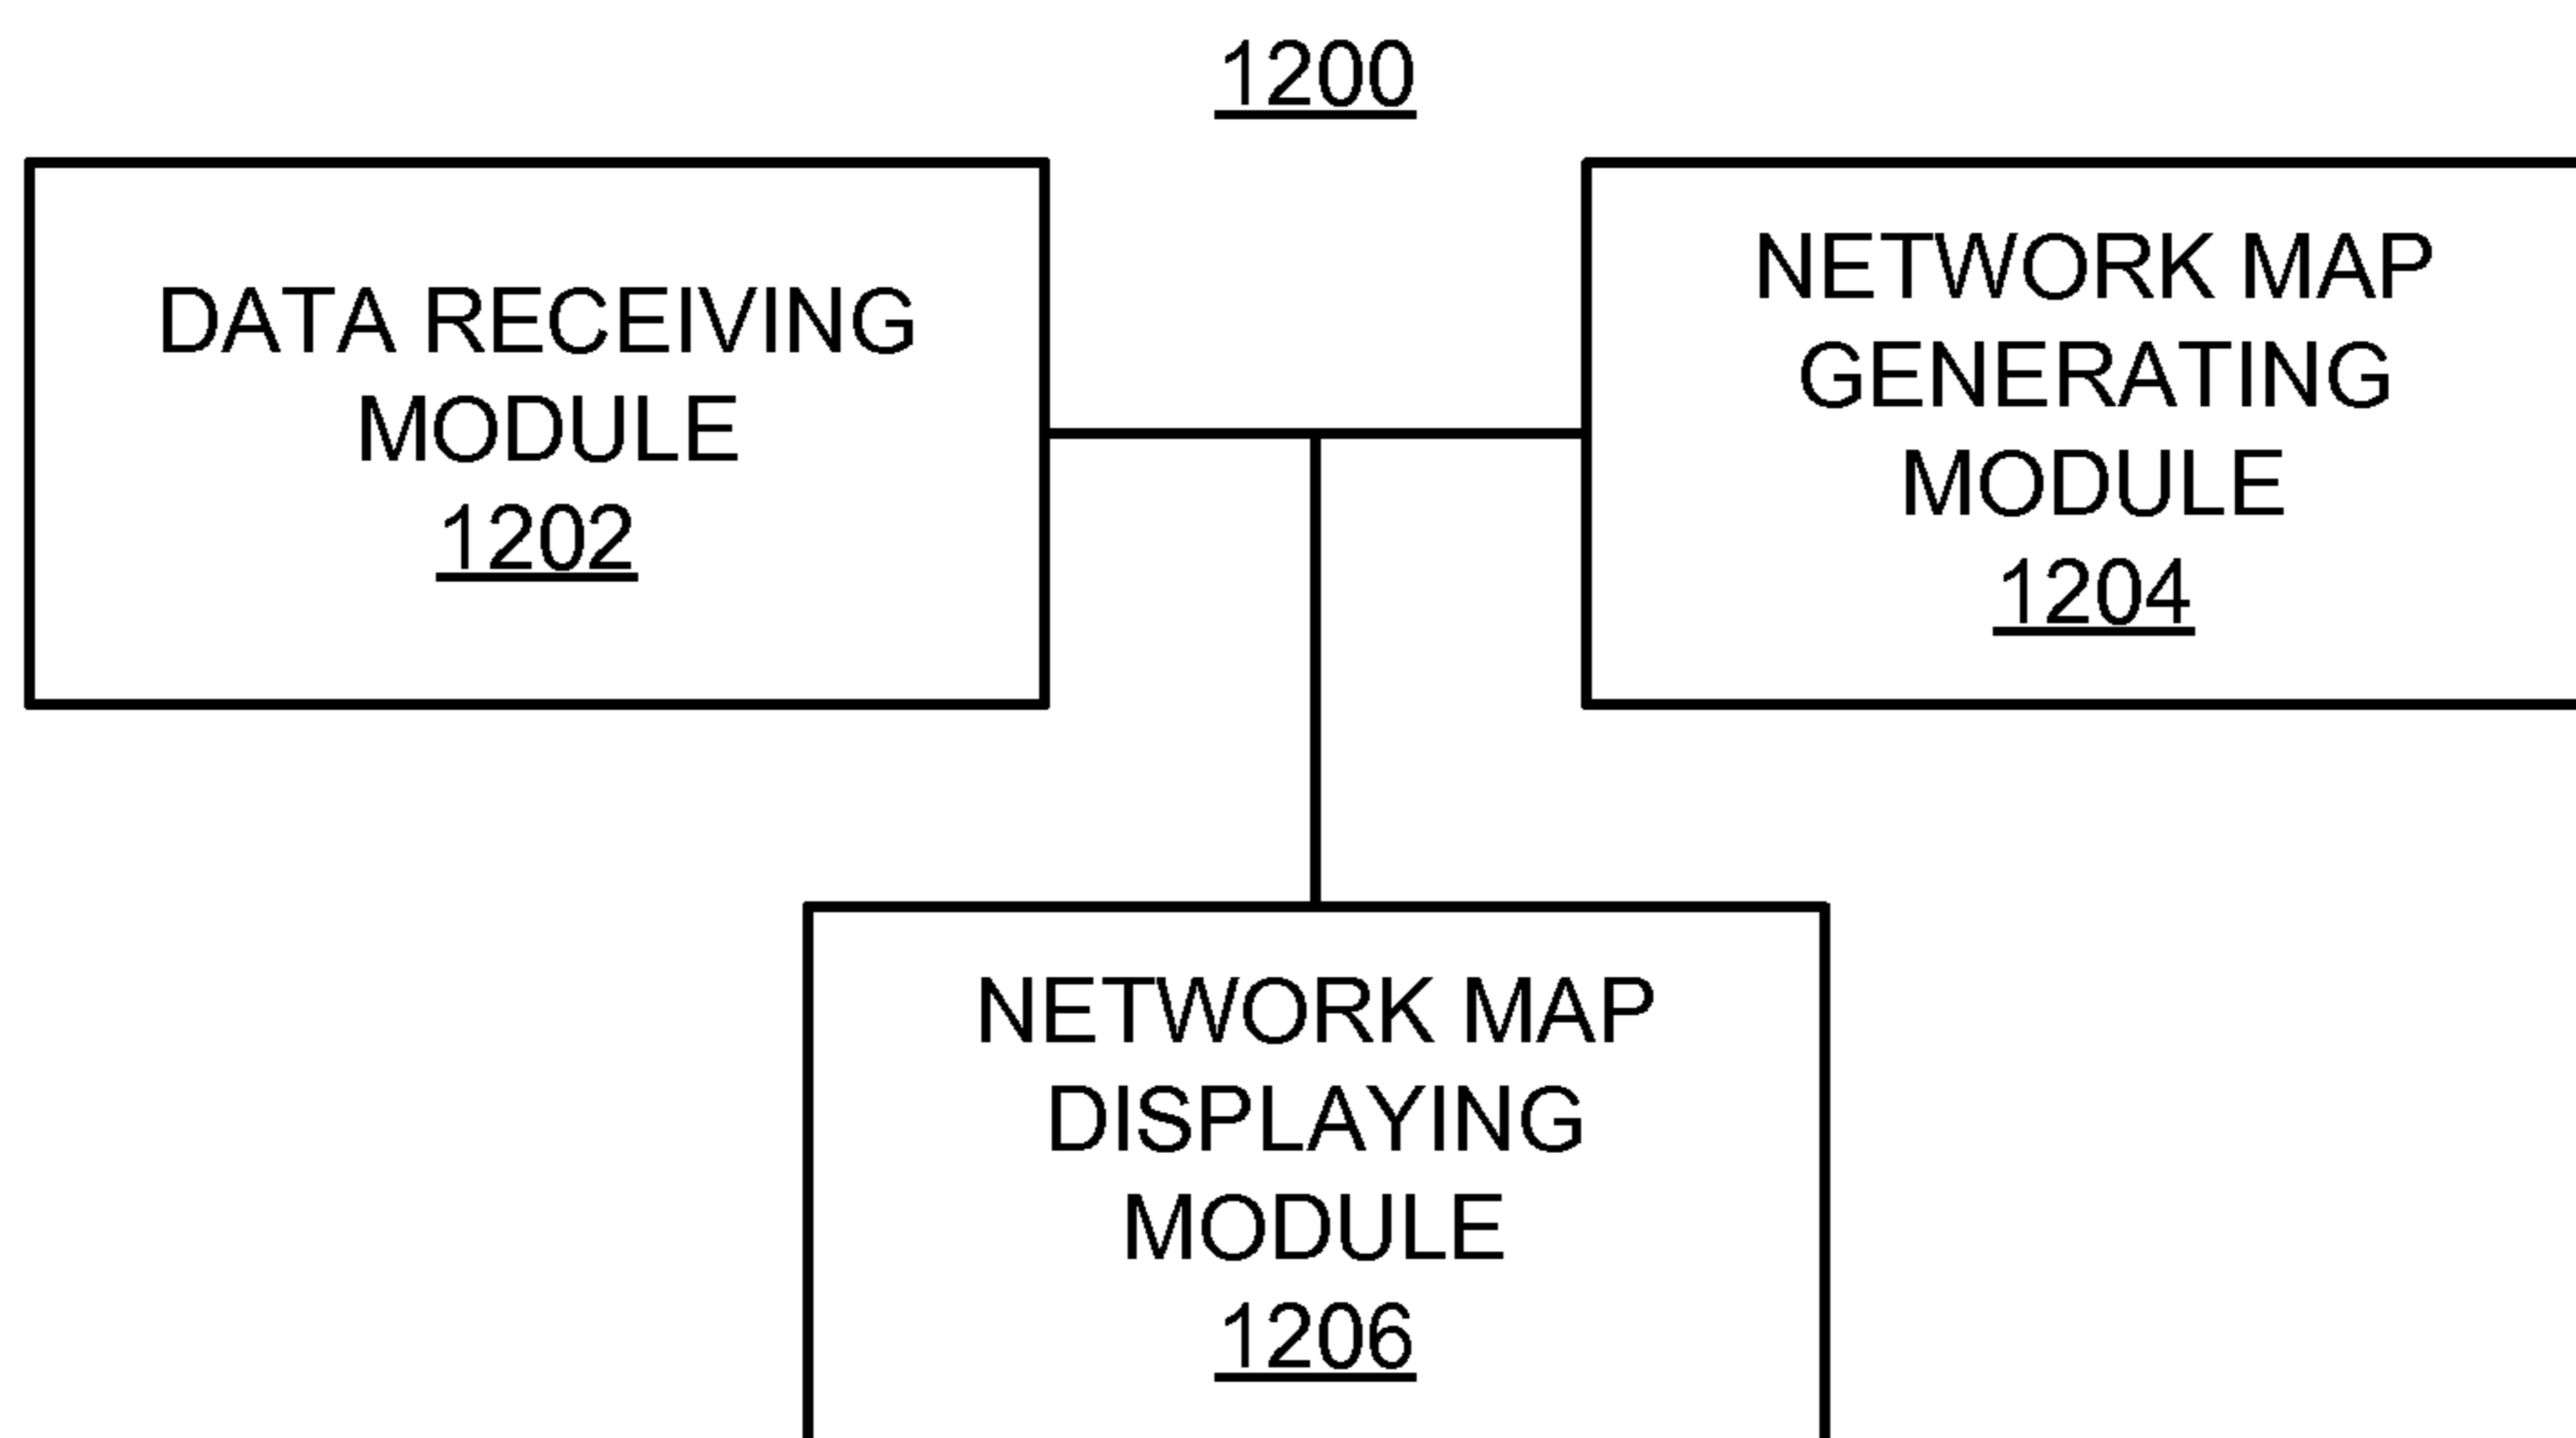 1200
DATA RECEIVING
MODULE
1202
NETWORK MAP
GENERATING
MODULE
1204
NETWORK MAP
DISPLAYING
MODULE
1206